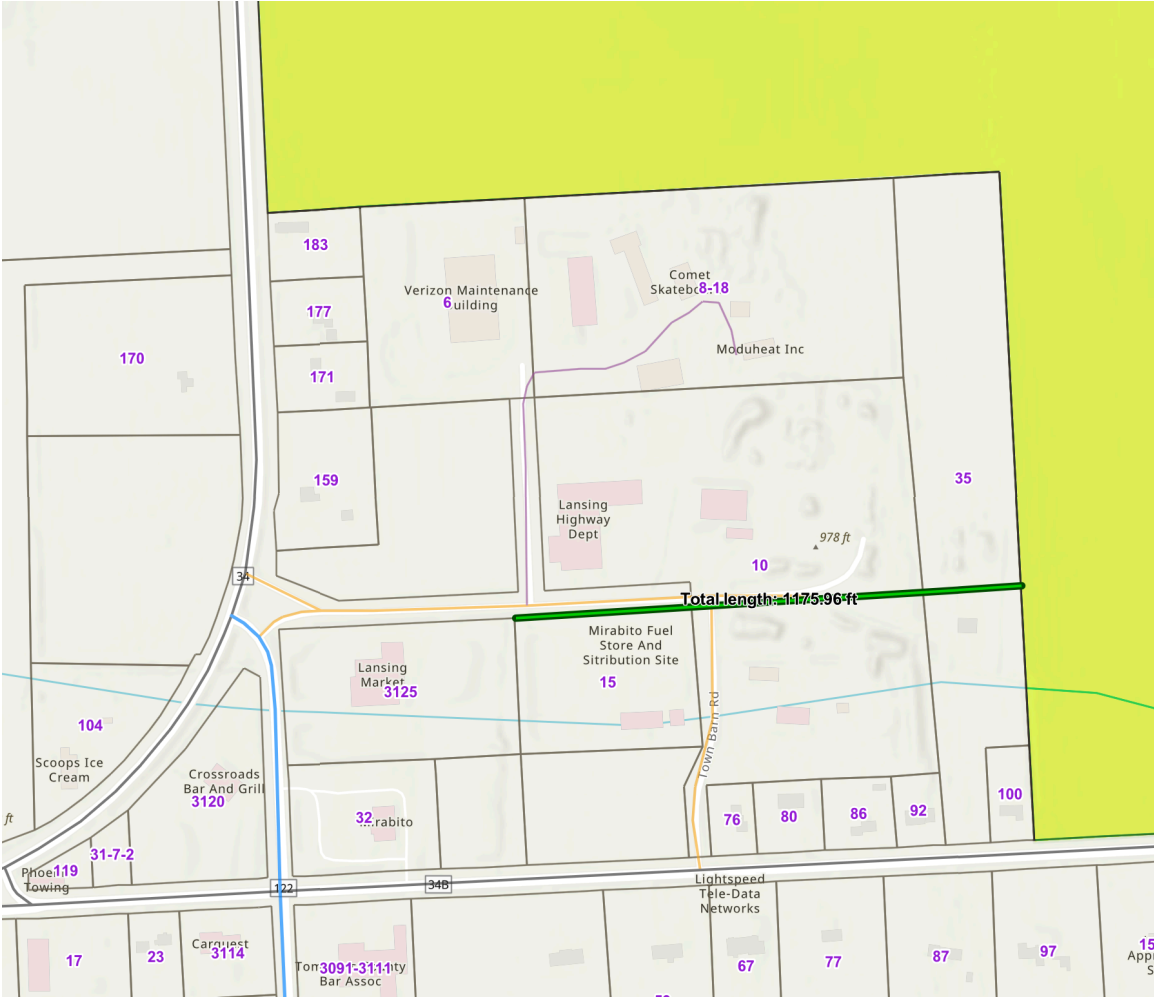 183
Verizon Maintenance
6 uilding
Comet
Skatebo
8-18
177
Moduheat Inc
170
171
159
35
Lansing
Highway
Dept
978 ft
10
34
Total length: 1175.96 ft
Mirabito Fuel
Store And
Sitribution Site
15
Lansing
Market
3125
Town Barn Rd
104
Scoops Ice
Cream
Crossroads
Bar And Grill
3120
32
rabito
76
80
86
92
100
ft
31-7-2
119
Towing
122
34B
Lightspeed
Tele-Data
Networks
17
23
Carquest
3114
3091-3111
Bar Assoc
67
77
87
97